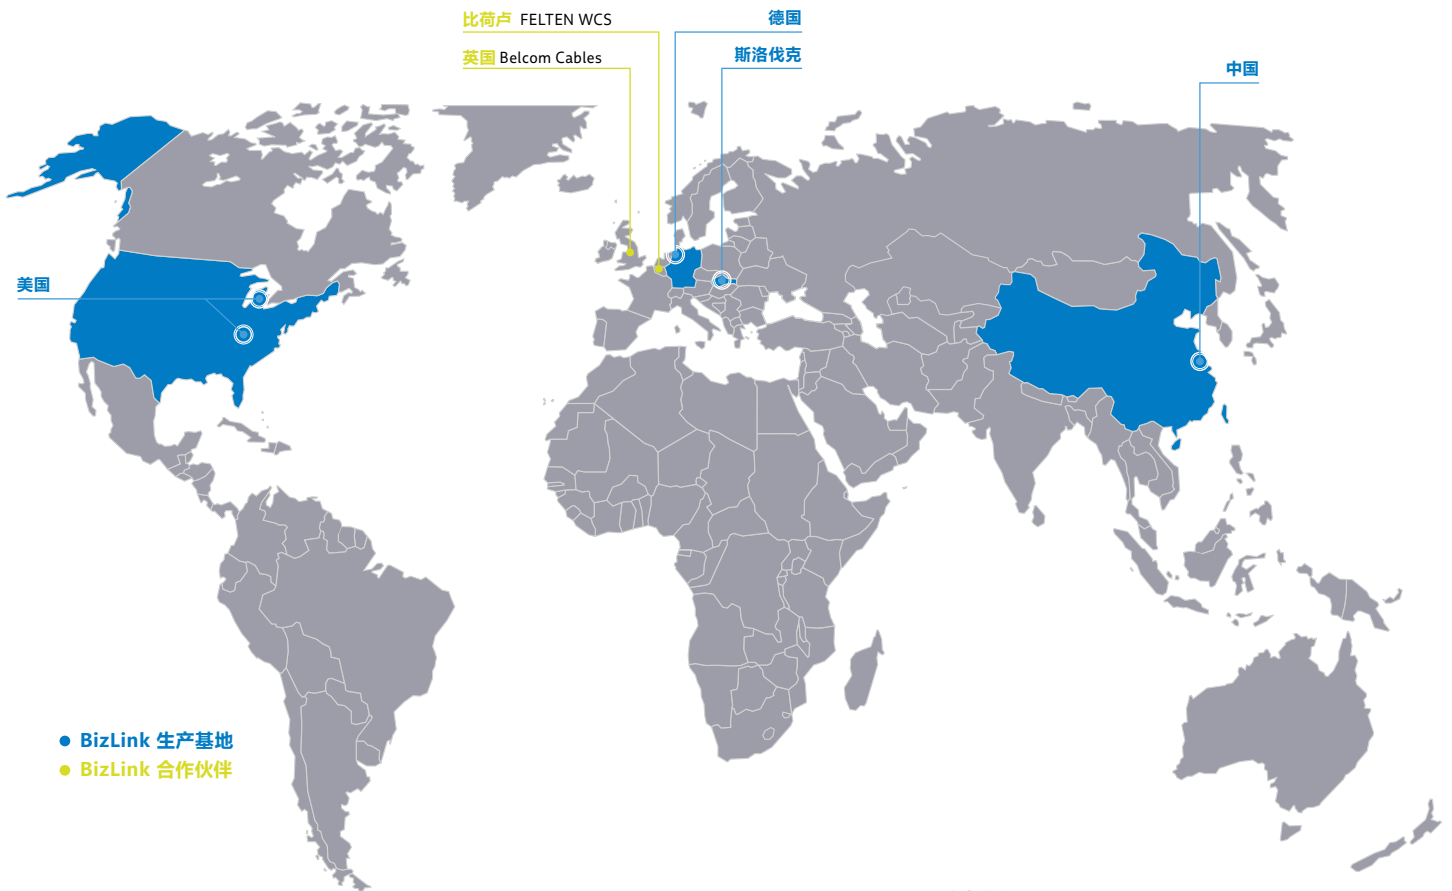 比荷卢 FELTEN WCS
德国
英国 Belcom Cables
斯洛伐克
中国
美国
BizLink 生产基地
BizLink 合作伙伴